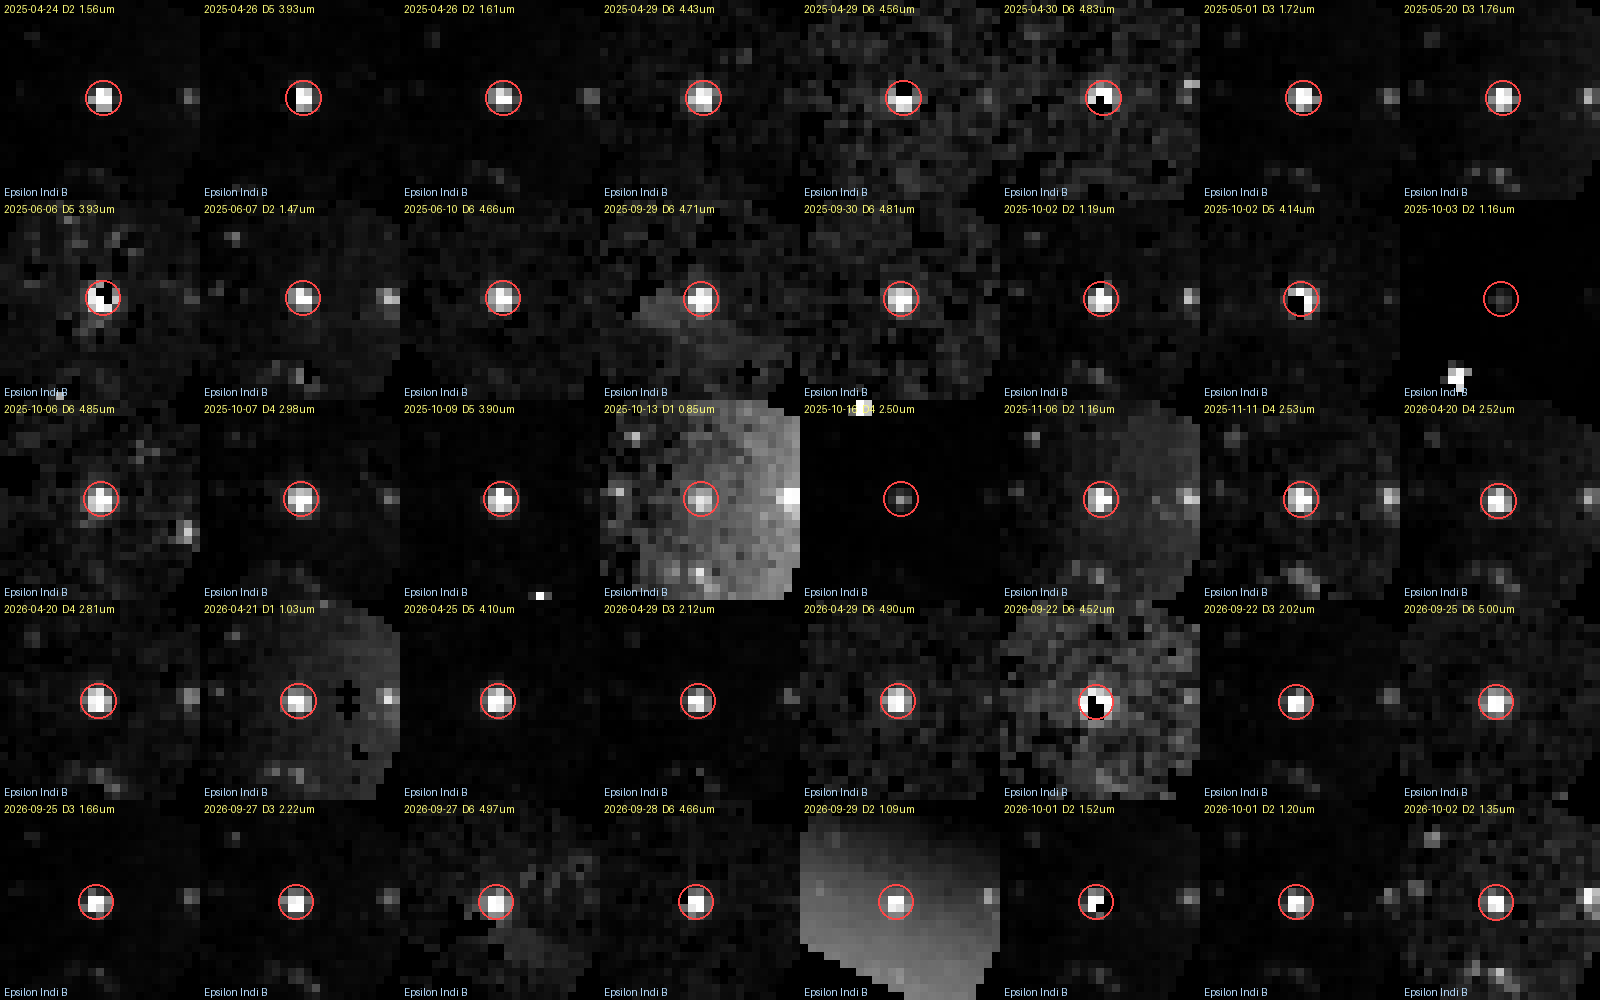 2025-04-24 D2 1.56um
2025-04-26 D5 3.93um
2025-04-26 D2 1.61um
2025-04-29 D6 4.43um
2025-04-29 D6 4.56um
2025-04-30 D6 4.83um
2025-05-01 D3 1.72um
2025-05-20 D3 1.76um
Epsilon Indi B
Epsilon Indi B
Epsilon Indi B
Epsilon Indi B
Epsilon Indi B
Epsilon Indi B
Epsilon Indi B
Epsilon Indi B
2025-06-06 D5 3.93um
2025-06-07 D2 1.47um
2025-06-10 D6 4.66um
2025-09-29 D6 4.71um
2025-09-30 D6 4.81um
2025-10-02 D2 1.19um
2025-10-02 D5 4.14um
2025-10-03 D2 1.16um
Epsilon Indi B
Epsilon Indi B
Epsilon Indi B
Epsilon Indi B
Epsilon Indi B
Epsilon Indi B
Epsilon Indi B
Epsilon Indi B
2025-10-06 D6 4.85um
2025-10-07 D4 2.98um
2025-10-09 D5 3.90um
2025-10-13 D1 0.85um
2.50um
2025-11-06 D2 1.16um
2025-11-11 D4 2.53um
2026-04-20 D4 2.52um
Epsilon Indi B
Epsilon Indi B
Epsilon Indi B
Epsilon Indi B
Epsilon Indi B
Epsilon Indi B
Epsilon Indi B
Epsilon Indi B
2026-04-20 D4 2.81um
2026-04-21 D1 1.03um
2026-04-25 D5 4.10um
2026-04-29 D3 2.12um
2026-04-29 D6 4.90um
2026-09-22 D6 4.52um
2026-09-22 D3 2.02um
2026-09-25 D6 5.00um
Epsilon Indi B
Epsilon Indi B
Epsilon Indi B
Epsilon Indi B
Epsilon Indi B
Epsilon Indi B
Epsilon Indi B
Epsilon Indi B
2026-09-25 D3 1.66um
2026-09-27 D3 2.22um
2026-09-27 D6 4.97um
2026-09-28 D6 4.66um
2026-09-29 D2 1.09um
2026-10-01 D2 1.52um
2026-10-01 D2 1.20um
2026-10-02 D2 1.35um
Epsilon Indi B
Epsilon Indi B
Epsilon Indi B
Epsilon Indi B
Epsilon Indi B
Epsilon Indi B
Epsilon Indi B
Epsilon Indi B